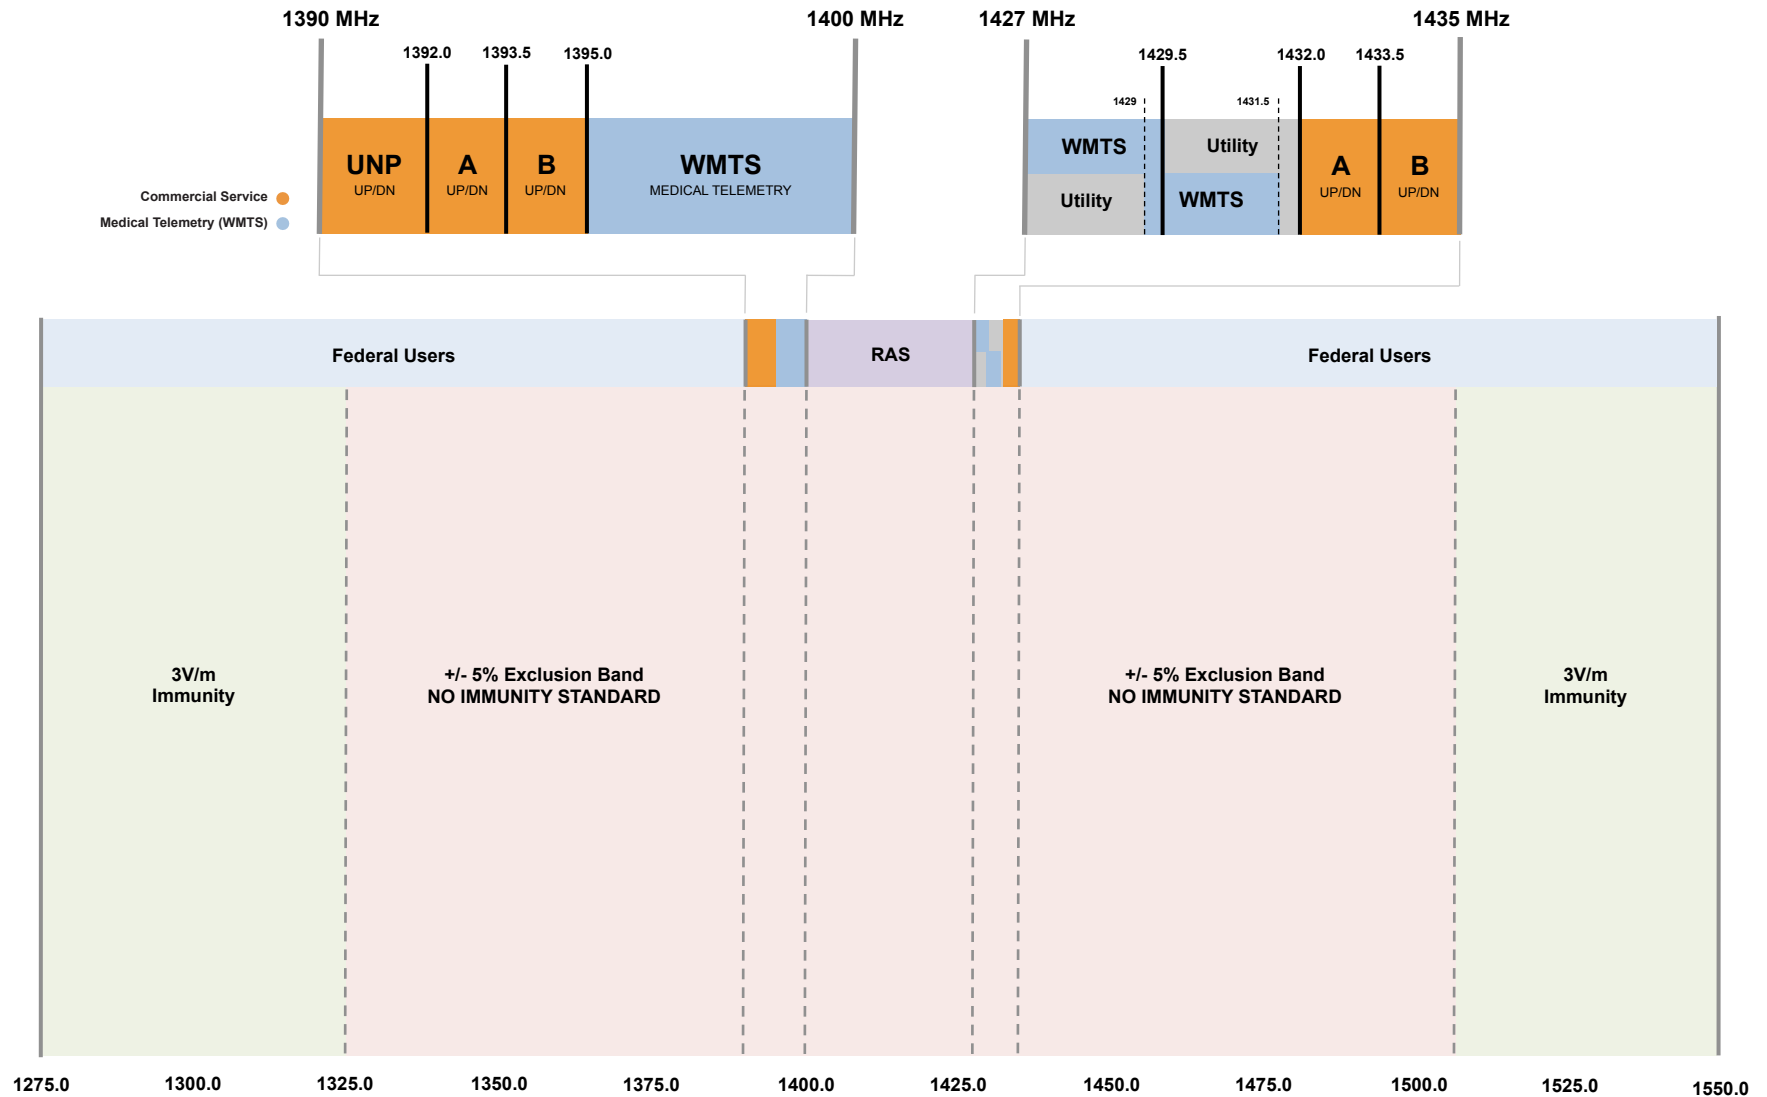 1390 MHz
1400 MHz
1427 MHz
1435 MHz
1392.0
1393.5
1395.0
1429.5
1432.0
1433.5
1429
1431.5
UNP
UP/DN
A
UP/DN
B
UP/DN
WMTS
MEDICAL TELEMETRY
WMTS
Utility
Utility
WMTS
A
UP/DN
B
UP/DN
Commercial Service
Medical Telemetry (WMTS)
Federal Users
RAS
Federal Users
3V/m
Immunity
+/- 5% Exclusion Band
NO IMMUNITY STANDARD
+/- 5% Exclusion Band
NO IMMUNITY STANDARD
3V/m
Immunity
1275.0
1300.0
1325.0
1350.0
1375.0
1400.0
1425.0
1450.0
1475.0
1500.0
1525.0
1550.0